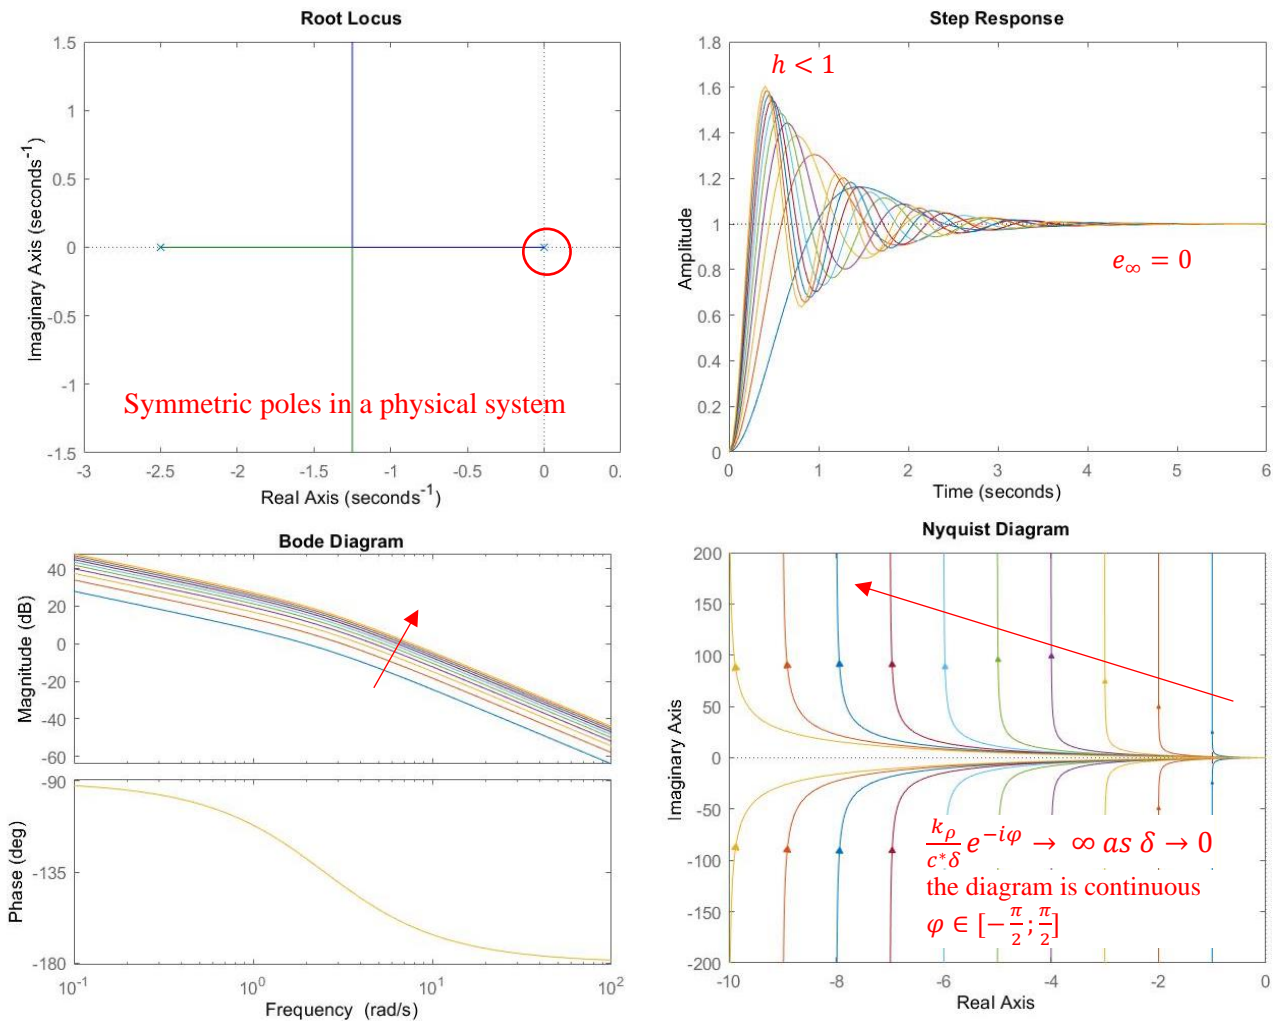 Root Locus
1.5
1
0.5
0
-0.5
-1
-1.5
Imaginary Axis (seconds⁻¹)
Symmetric poles in a physical system
-3 -2.5 -2 -1.5 -1 -0.5 0 0.
Real Axis (seconds⁻¹)
Step Response
1.8
1.6
1.4
1.2
1
0.8
0.6
0.4
0.2
0
Amplitude
h < 1
e∞ = 0
0 1 2 3 4 5 6
Time (seconds)
Bode Diagram
40
20
0
-20
-40
-60
Magnitude (dB)
-90
-135
-180
Phase (deg)
10⁻¹ 10⁰ 10¹ 10²
Frequency (rad/s)
Nyquist Diagram
200
150
100
50
0
-50
-100
-150
-200
Imaginary Axis
k_ρ/(c*δ) e^(-iφ) → ∞ as δ → 0
the diagram is continuous
φ ∈ [-π/2; π/2]
-10 -8 -6 -4 -2 0
Real Axis